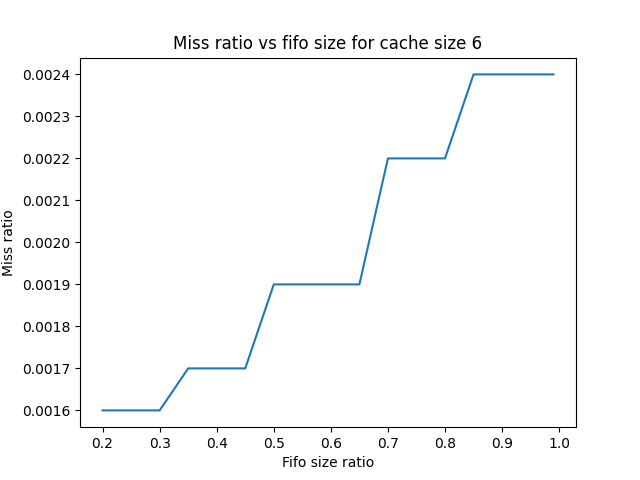 Miss ratio vs fifo size for cache size 6
0.0024
0.0023
0.0022
0.0021
0.0020
0.0019
0.0018
0.0017
0.0016
Miss ratio
0.2 0.3 0.4 0.5 0.6 0.7 0.8 0.9 1.0
Fifo size ratio